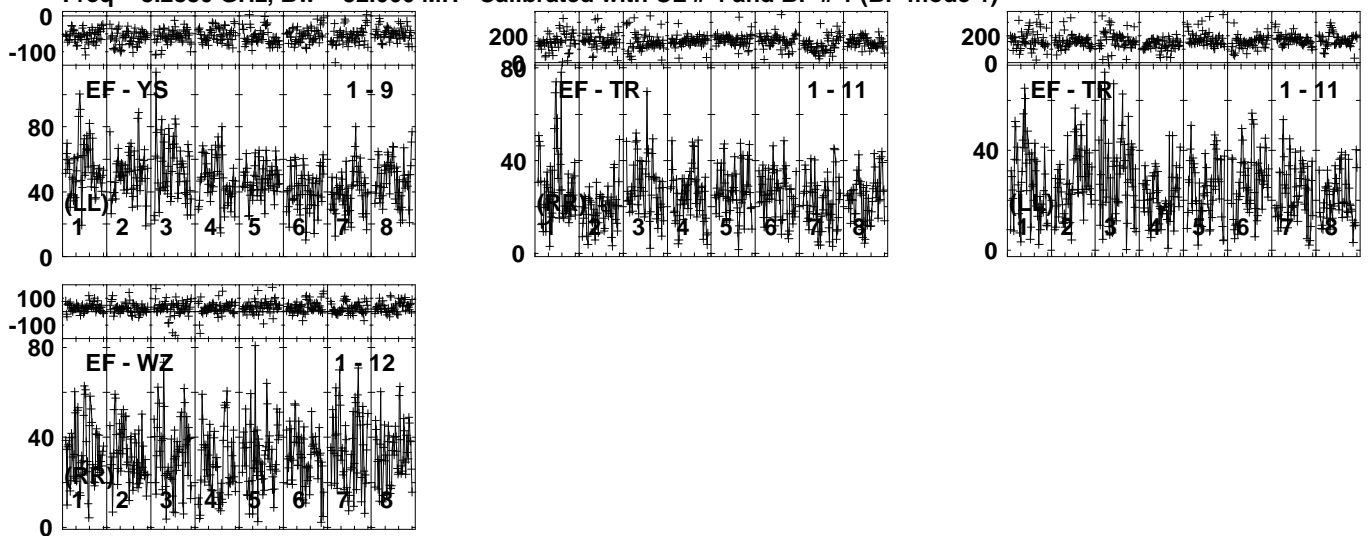 0 200 200
-100 0 0
80
EF - YS 1 - 9 EF - TR 1 - 11 EF - TR 1 - 11
80
40 40 40
(LL) (RR) (LL)
1 2 3 4 5 6 7 8 1 2 3 4 5 6 7 8 1 2 3 4 5 6 7 8
0 0 0
100
-100
80 EF - WZ 1 - 12
40
(RR)
1 2 3 4 5 6 7 8
0